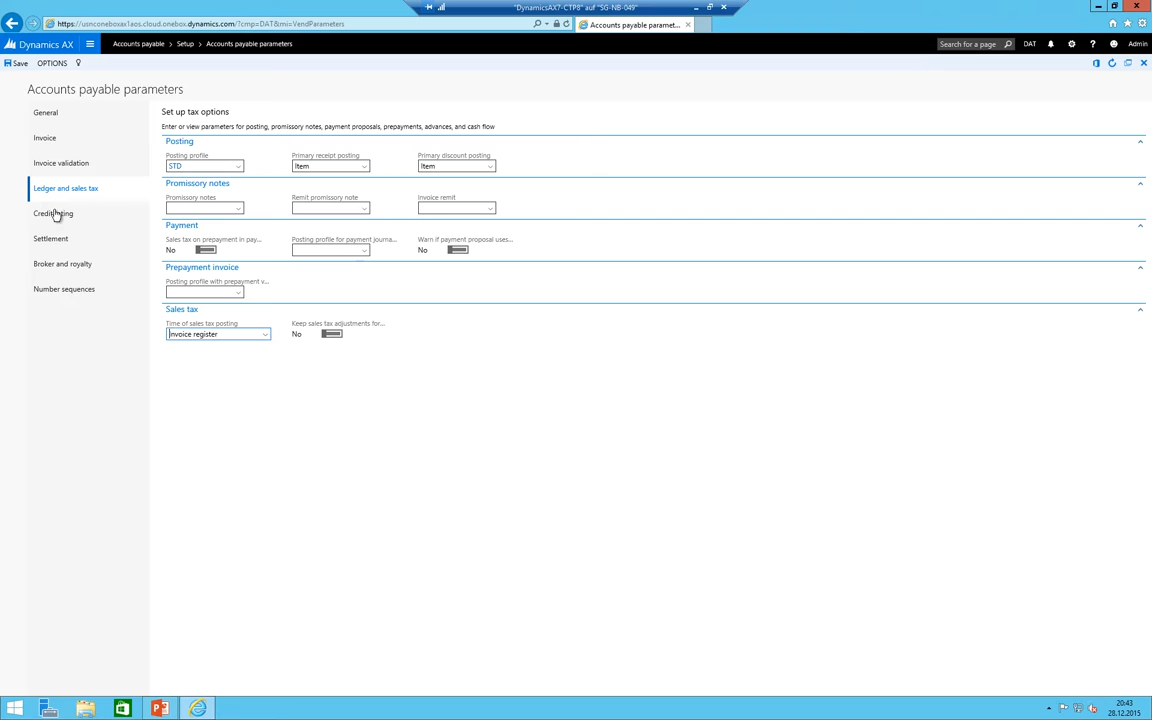 "DynamicsAX7-CTP8" auf "SG-NB-049"
https://usnconeboxax1aos.cloud.onebox.dynamics.com/?cmp=DAT&mi=VendParameters
Accounts payable paramet...
Dynamics AX
Accounts payable > Setup > Accounts payable parameters
Search for a page
DAT
?
Admin
Save
OPTIONS
Accounts payable parameters
General
Invoice
Invoice validation
Ledger and sales tax
Settlement
Broker and royalty
Number sequences
Set up tax options
Enter or view parameters for posting, promissory notes, payment proposals, prepayments, advances, and cash flow
Posting
Posting profile
Primary receipt posting
Primary discount posting
STD
Item
Item
Promissory notes
Promissory notes
Remit promissory note
Invoice remit
Payment
Sales tax on prepayment in pay...
Posting profile for payment journa...
Warn if payment proposal uses...
No
No
Prepayment invoice
Posting profile with prepayment v...
Sales tax
Time of sales tax posting
Keep sales tax adjustments for...
Invoice register
No
20:43
28.12.2015